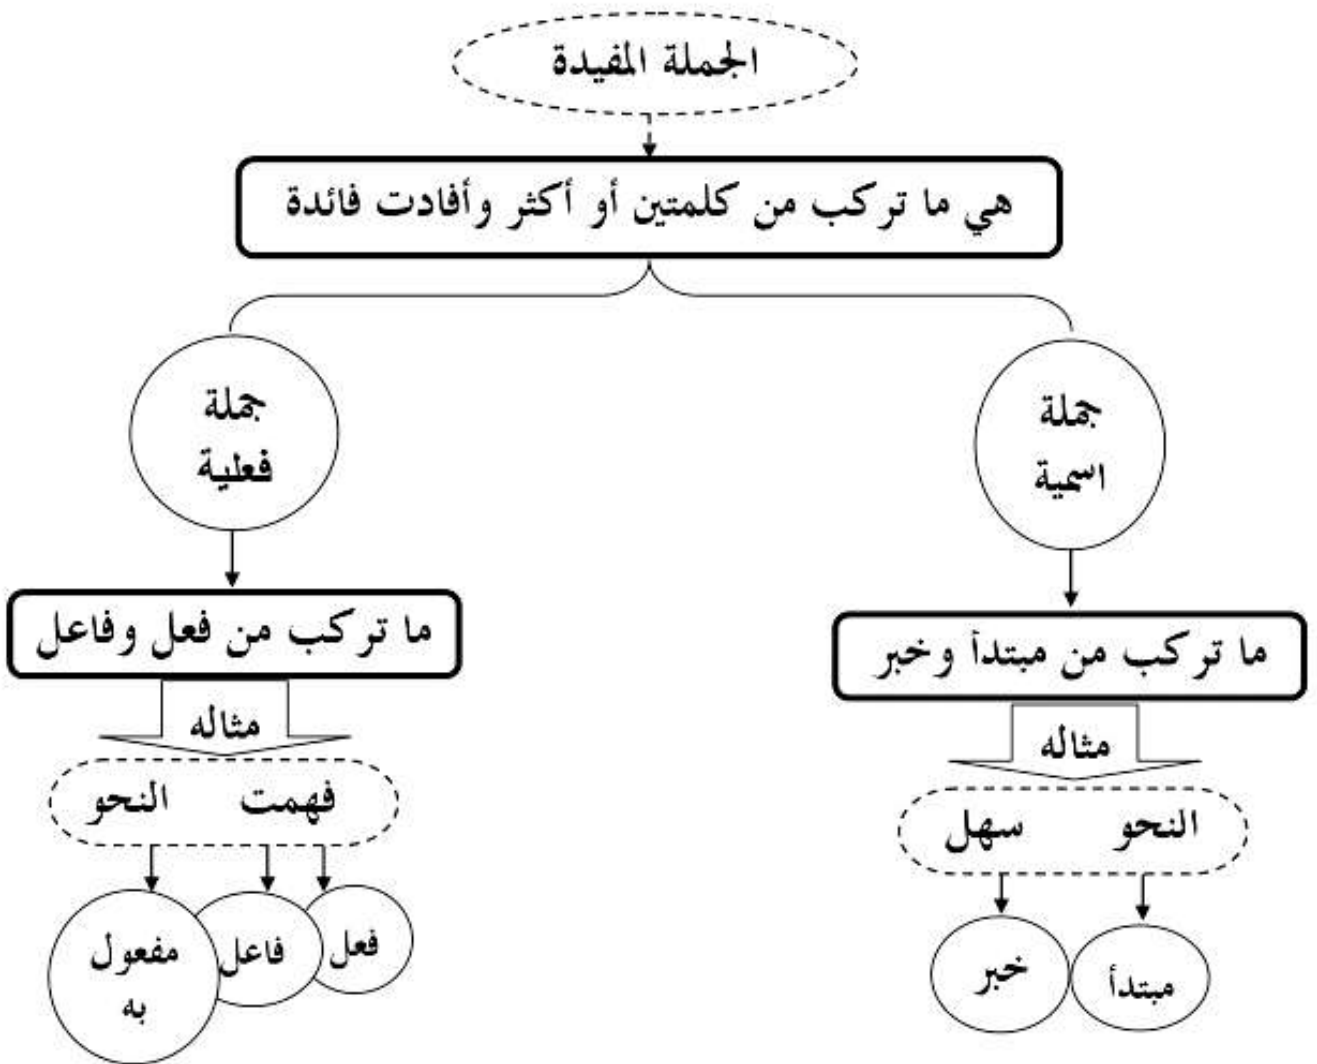 الجملة المفيدة
هي ما تركب من كلمتين أو أكثر وأفادت فائدة
جملة
اسمية
ما تركب من مبتدأ وخبر
مثاله
النحو سهل
مبتدأ
خبر
جملة
فعلية
ما تركب من فعل وفاعل
مثاله
فهمت النحو
فعل
فاعل
مفعول
به